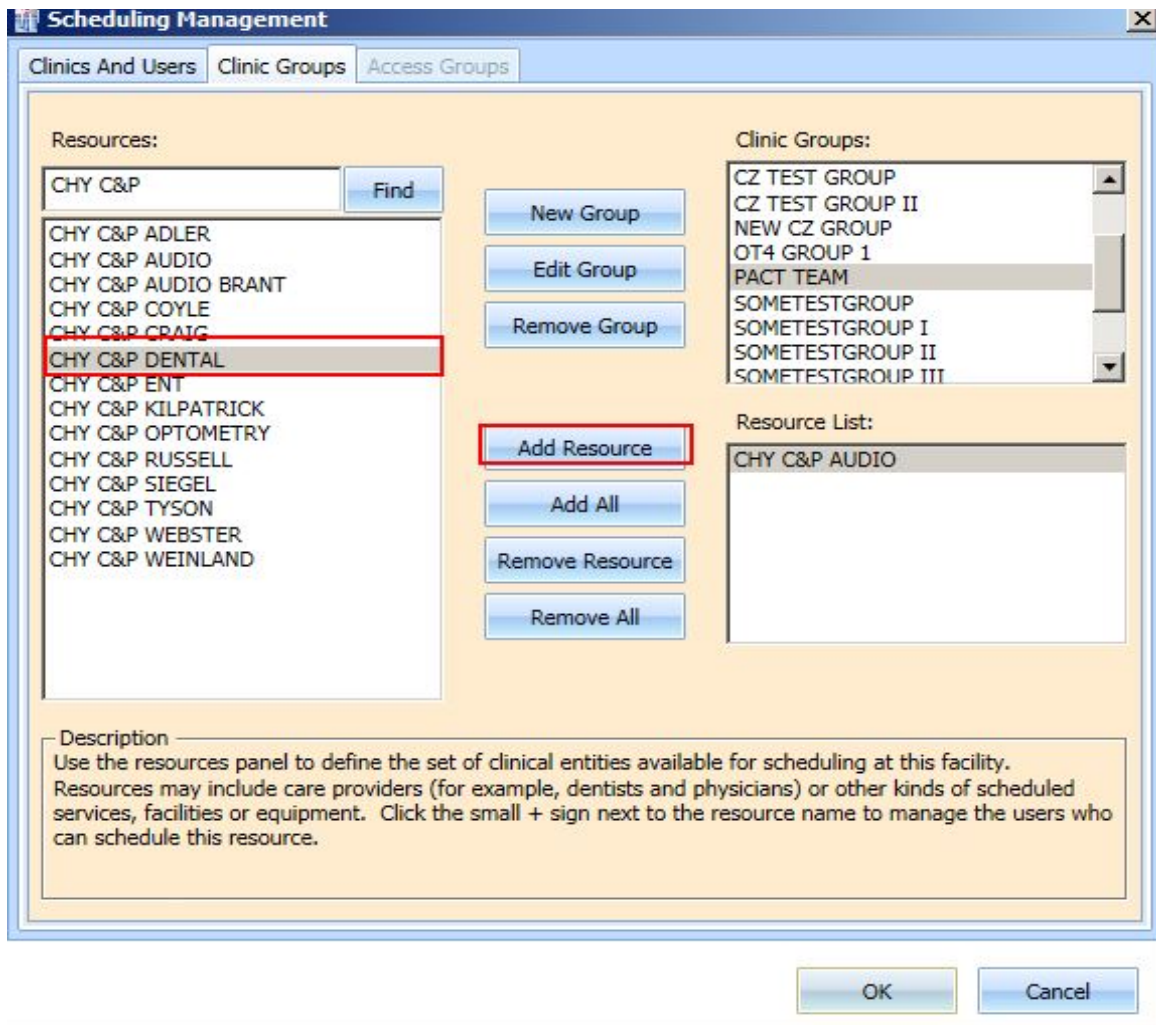 Scheduling Management
Clinics And Users
Clinic Groups
Access Groups
Resources:
CHY C&P
Find
CHY C&P ADLER
CHY C&P AUDIO
CHY C&P AUDIO BRANT
CHY C&P COYLE
CHY C&P CRAIG
CHY C&P DENTAL
CHY C&P ENT
CHY C&P KILPATRICK
CHY C&P OPTOMETRY
CHY C&P RUSSELL
CHY C&P SIEGEL
CHY C&P TYSON
CHY C&P WEBSTER
CHY C&P WEINLAND
New Group
Edit Group
Remove Group
Add Resource
Add All
Remove Resource
Remove All
Clinic Groups:
CZ TEST GROUP
CZ TEST GROUP II
NEW CZ GROUP
OT4 GROUP 1
PACT TEAM
SOMETESTGROUP
SOMETESTGROUP I
SOMETESTGROUP II
SOMETESTGROUP III
Resource List:
CHY C&P AUDIO
Description
Use the resources panel to define the set of clinical entities available for scheduling at this facility.
Resources may include care providers (for example, dentists and physicians) or other kinds of scheduled
services, facilities or equipment.  Click the small + sign next to the resource name to manage the users who
can schedule this resource.
OK
Cancel